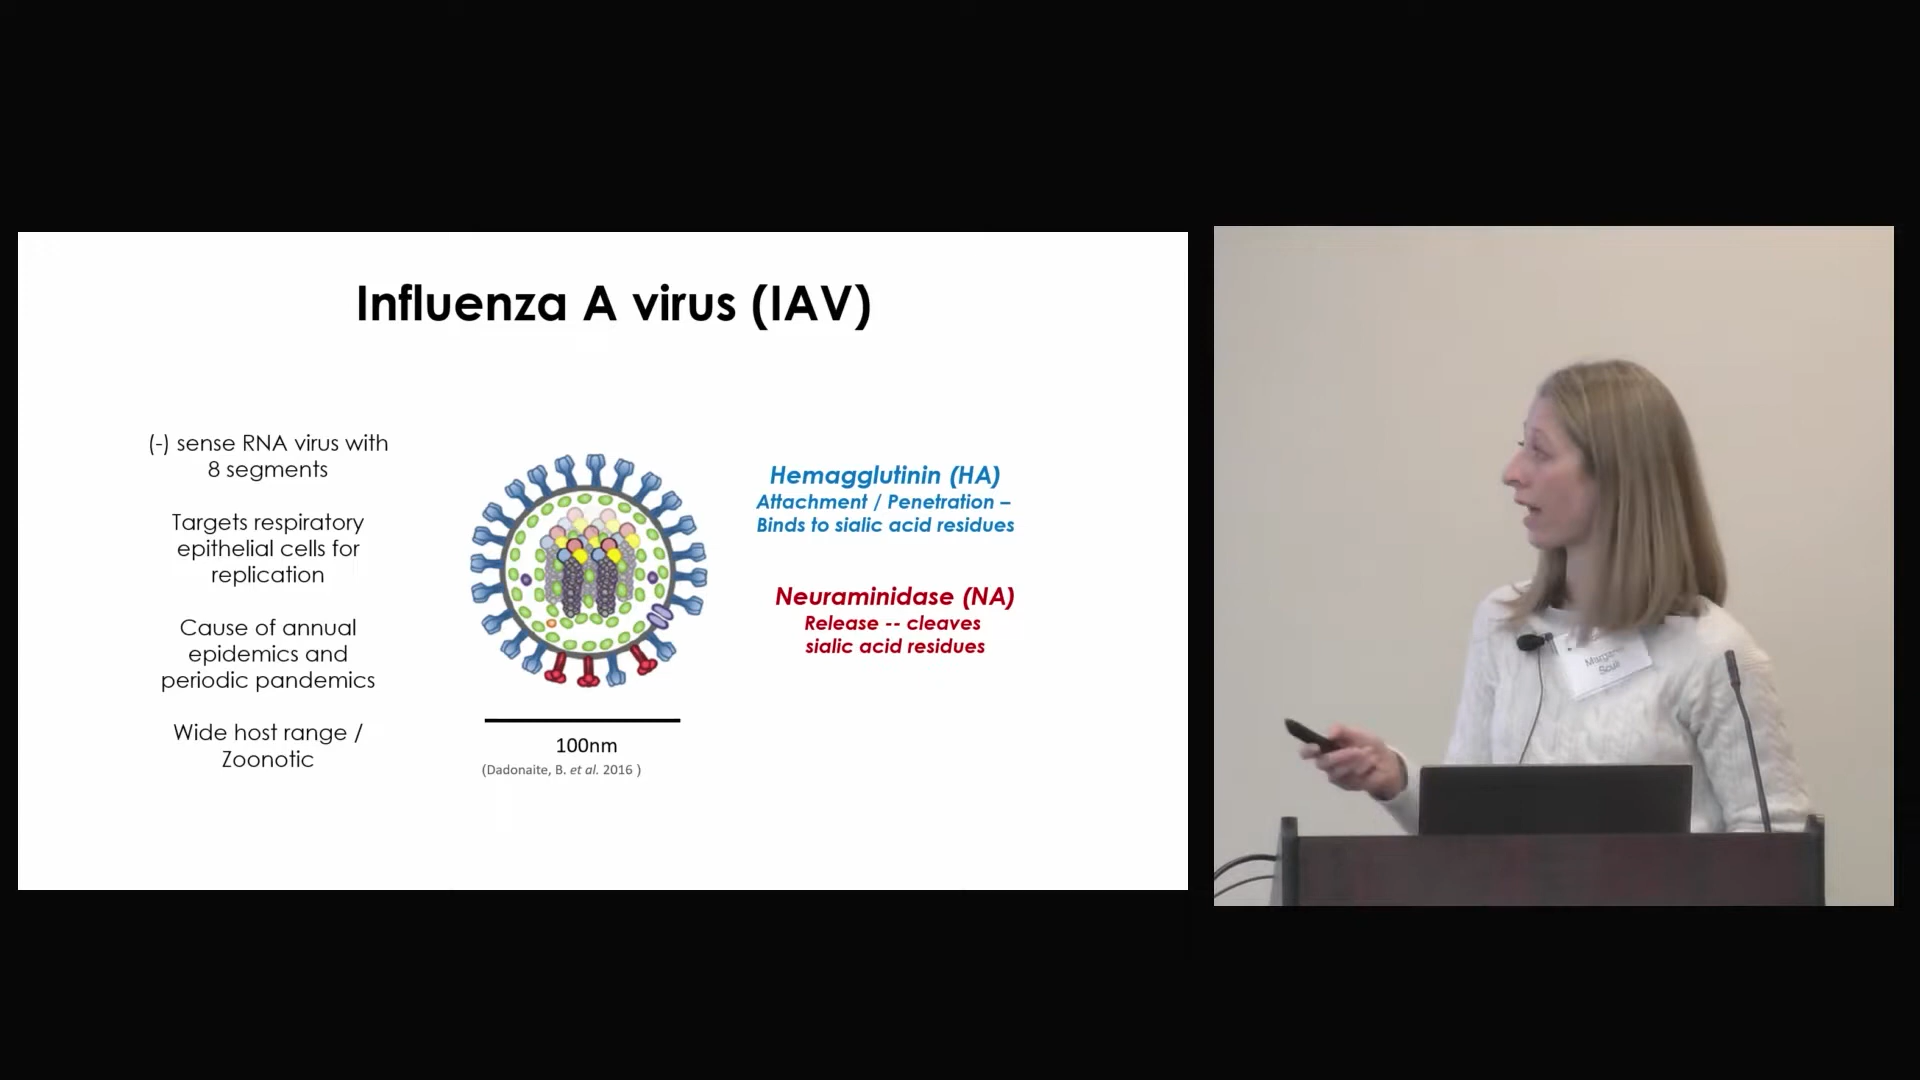 Influenza A virus (IAV)
(-) sense RNA virus with
8 segments
Targets respiratory
epithelial cells for
replication
Cause of annual
epidemics and
periodic pandemics
Wide host range /
Zoonotic
100nm
(Dadonaite, B. et al. 2016 )
Hemagglutinin (HA)
Attachment / Penetration –
Binds to sialic acid residues
Neuraminidase (NA)
Release -- cleaves
sialic acid residues